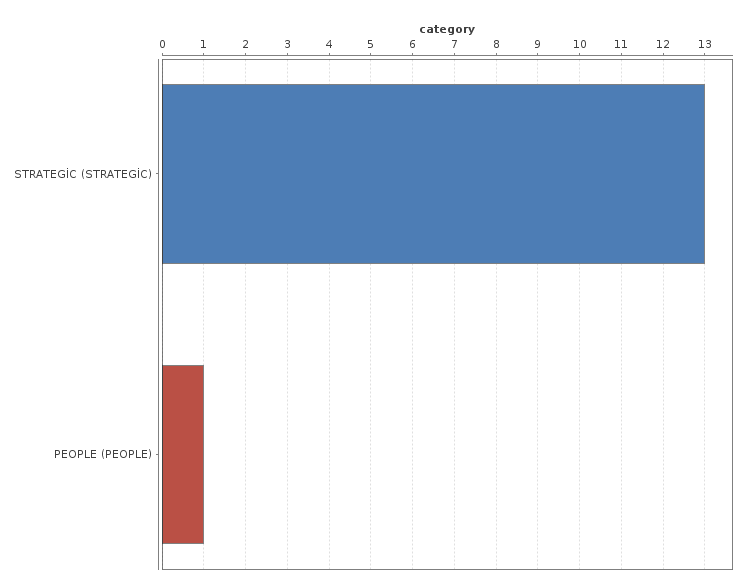 category
0 1 2 3 4 5 6 7 8 9 10 11 12 13
STRATEGİC (STRATEGİC)
PEOPLE (PEOPLE)